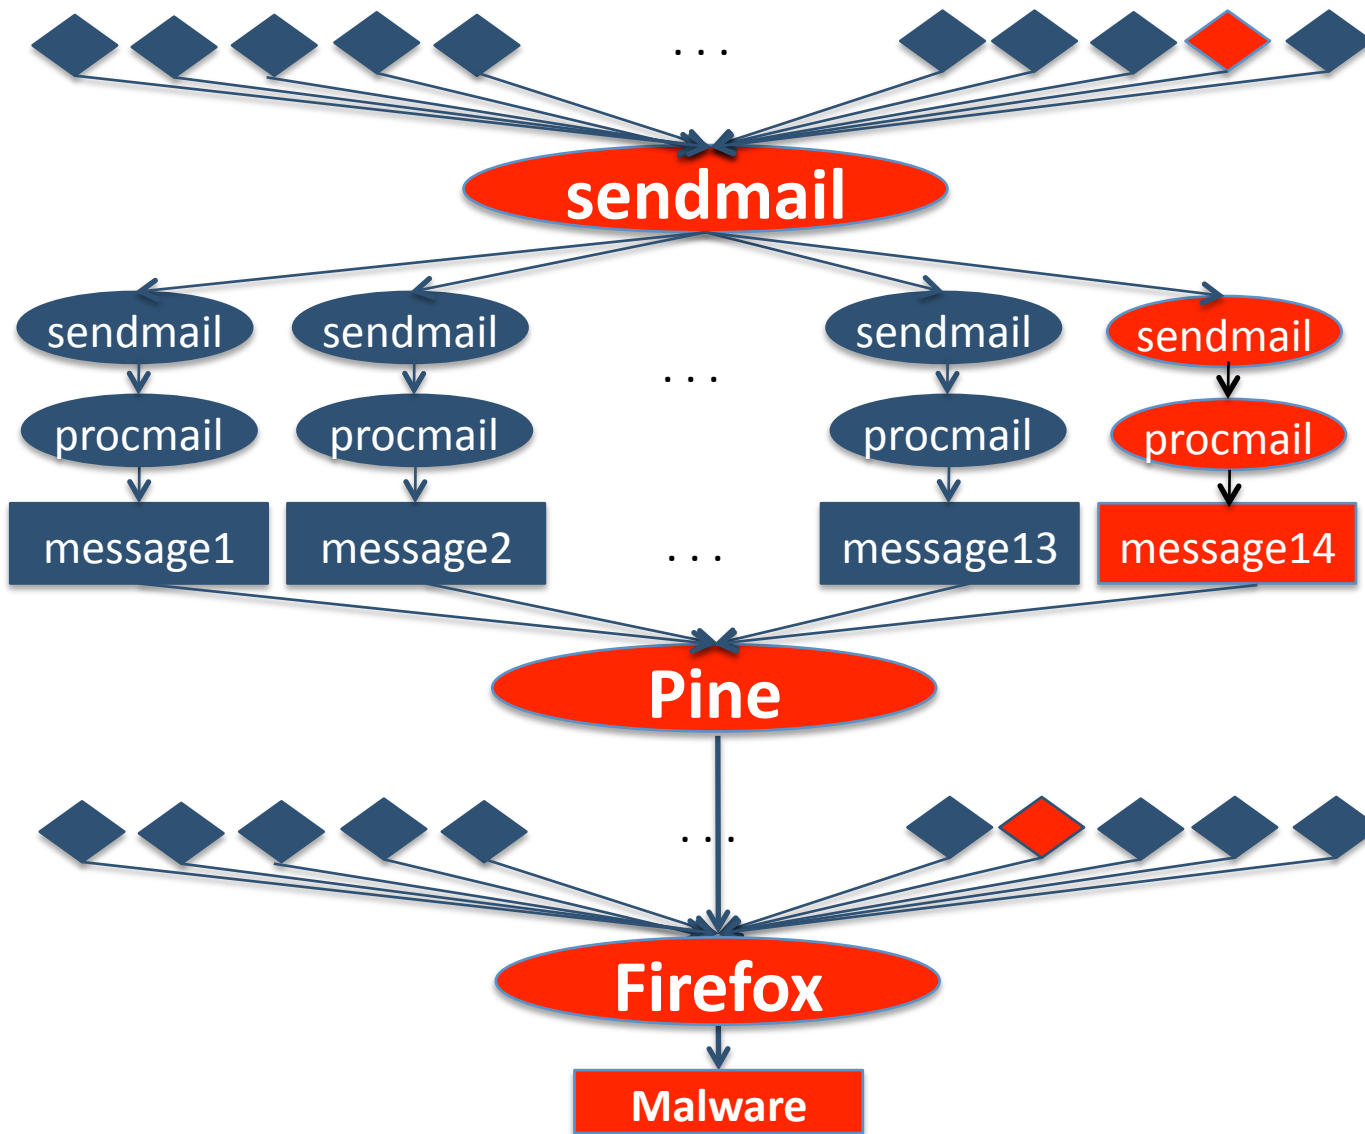 . . .
sendmail
sendmail sendmail sendmail sendmail
. . .
procmail procmail procmail procmail
message1 message2 . . . message13 message14
Pine
. . .
Firefox
Malware